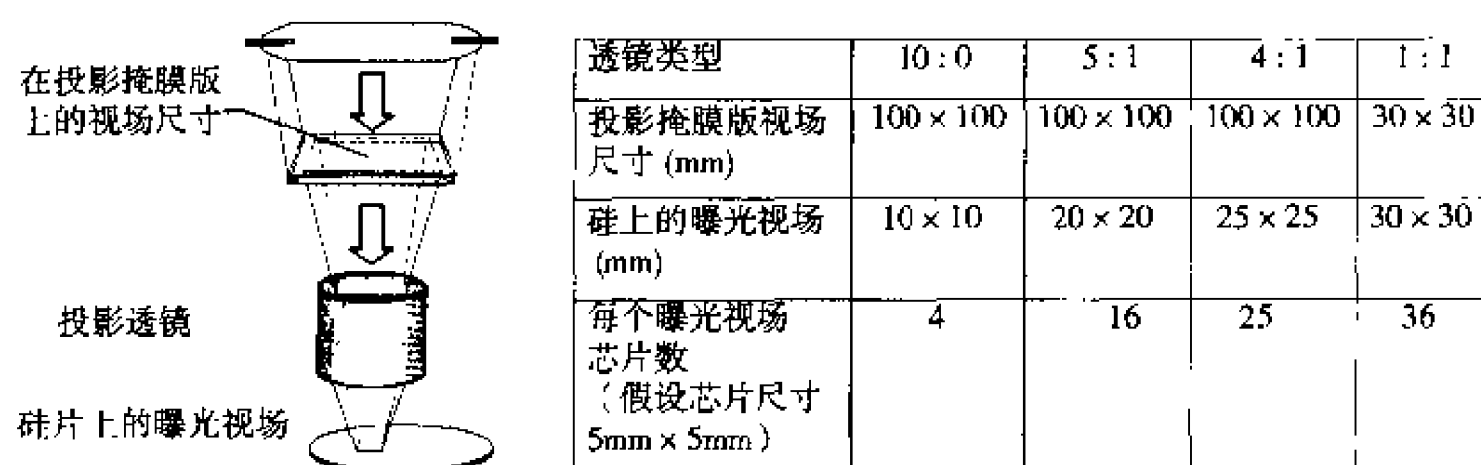 在投影掩膜版
上的视场尺寸
投影透镜
硅片上的曝光视场
透镜类型 10:0 5:1 4:1 1:1
投影掩膜版视场 100×100 100×100 100×100 30×30
尺寸 (mm)
硅上的曝光视场 10×10 20×20 25×25 30×30
(mm)
每个曝光视场 4 16 25 36
芯片数
（假设芯片尺寸
5mm×5mm）